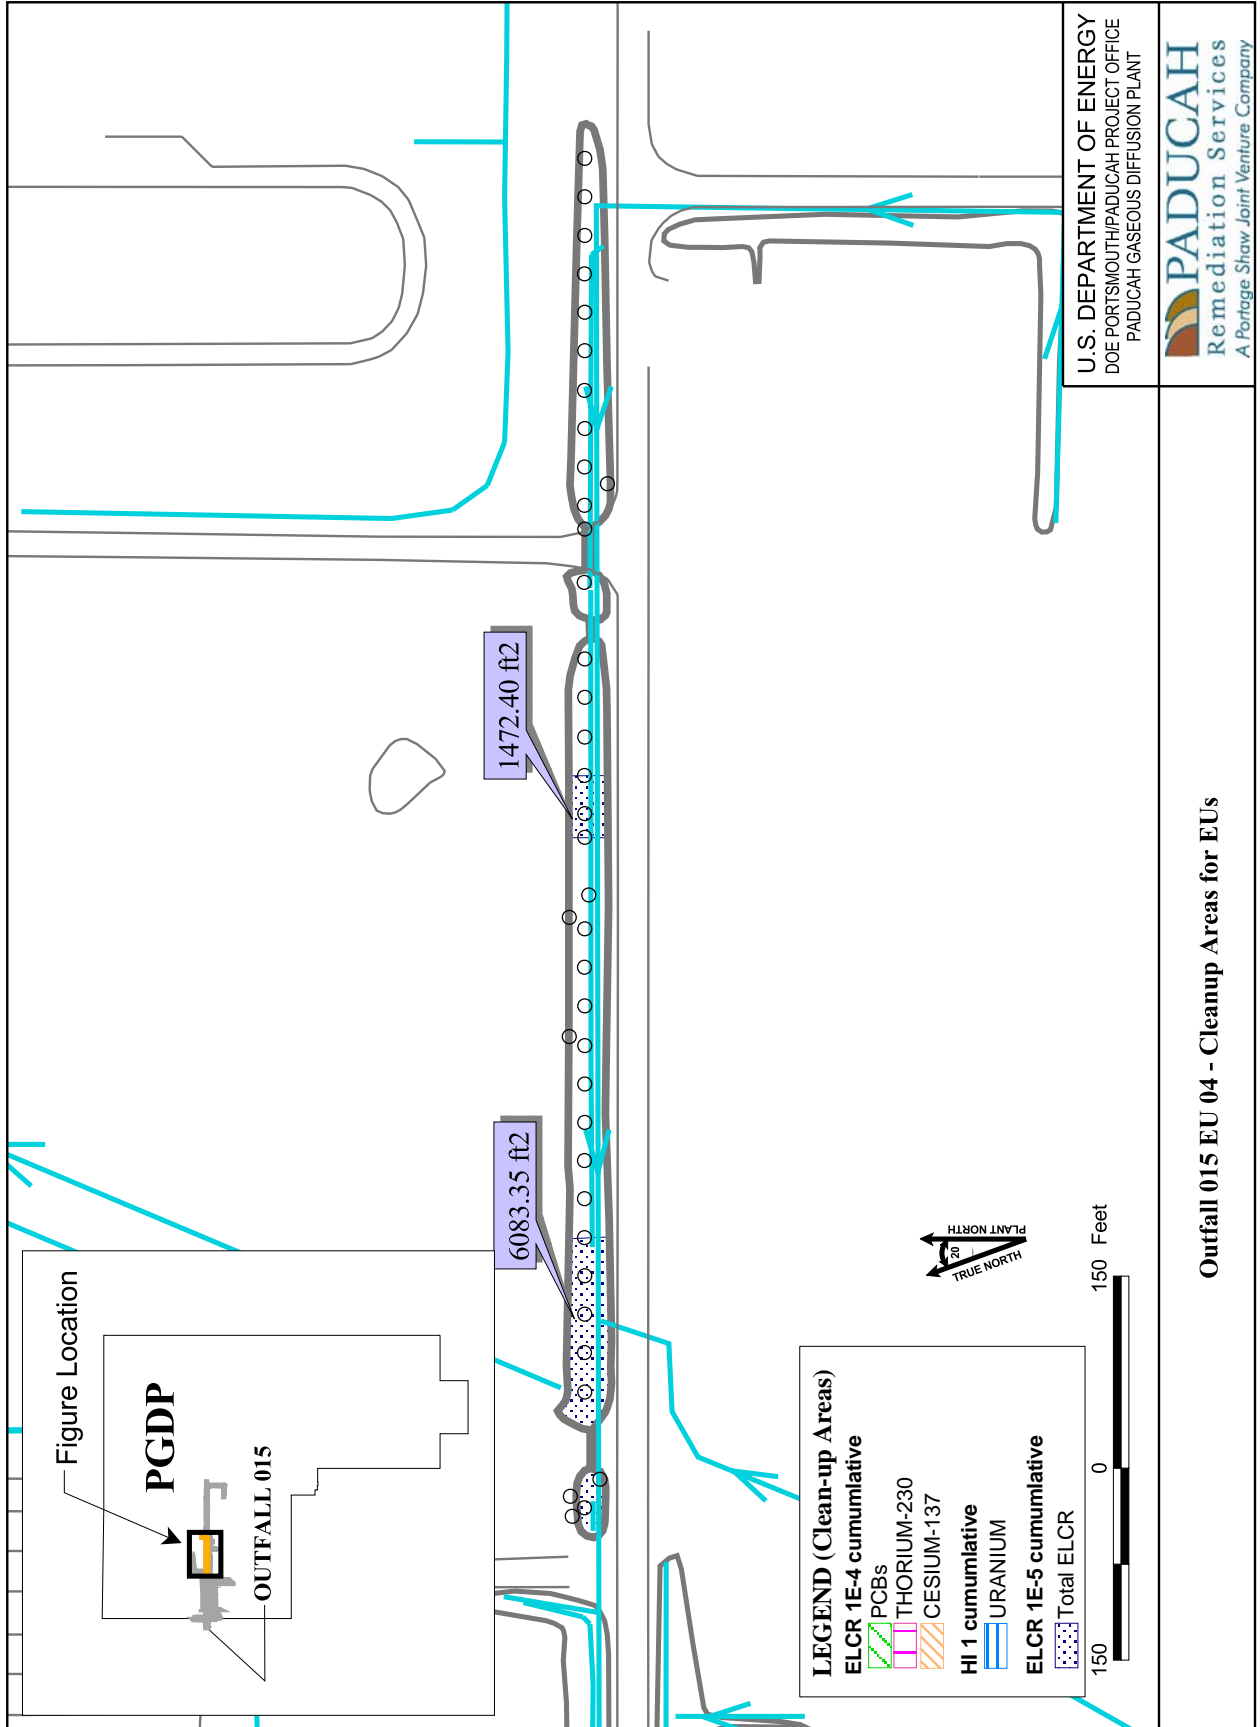 Figure Location
PGDP
OUTFALL 015
6083.35 ft2
1472.40 ft2
LEGEND (Clean-up Areas)
ELCR 1E-4 cumumlative
PCBs
THORIUM-230
CESIUM-137
HI 1 cumumlative
URANIUM
ELCR 1E-5 cumumlative
Total ELCR
TRUE NORTH
20
PLANT NORTH
150 0 150 Feet
U.S. DEPARTMENT OF ENERGY
DOE PORTSMOUTH/PADUCAH PROJECT OFFICE
PADUCAH GASEOUS DIFFUSION PLANT
PADUCAH
Remediation Services
A Portage Shaw Joint Venture Company
Outfall 015 EU 04 - Cleanup Areas for EUs